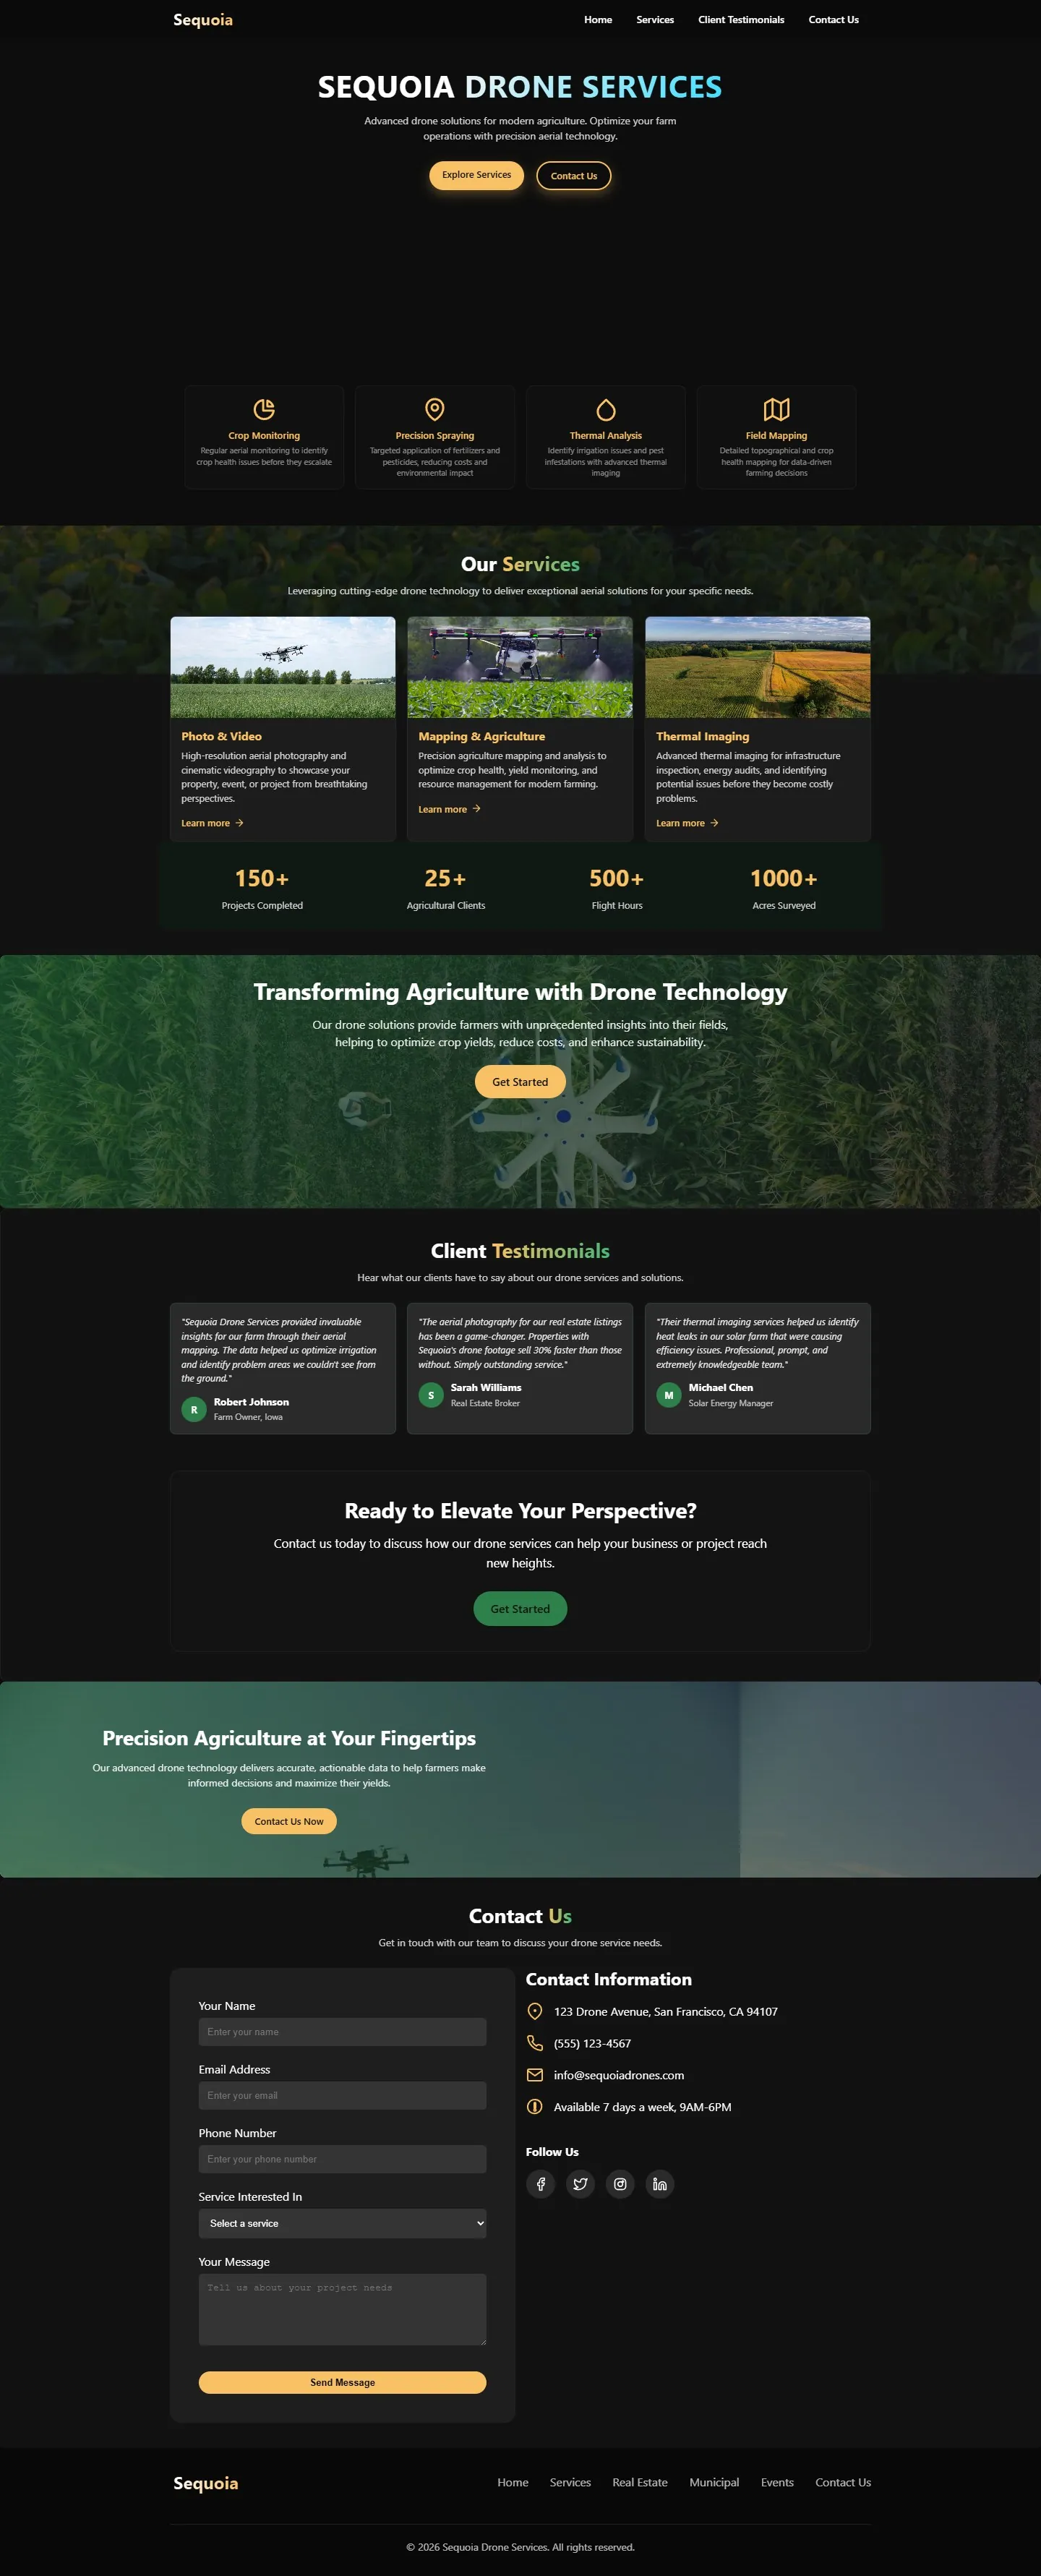 Sequoia
Home Services Client Testimonials Contact Us
SEQUOIA DRONE SERVICES
Advanced drone solutions for modern agriculture. Optimize your farm
operations with precision aerial technology.
Explore Services
Contact Us
Crop Monitoring
Regular aerial monitoring to identify
crop health issues before they escalate
Precision Spraying
Targeted application of fertilizers and
pesticides, reducing costs and
environmental impact
Thermal Analysis
Identify irrigation issues and pest
infestations with advanced thermal
imaging
Field Mapping
Detailed topographical and crop
health mapping for data-driven
farming decisions
Our Services
Leveraging cutting-edge drone technology to deliver exceptional aerial solutions for your specific needs.
Photo & Video
High-resolution aerial photography and
cinematic videography to showcase your
property, event, or project from breathtaking
perspectives.
Learn more
Mapping & Agriculture
Precision agriculture mapping and analysis to
optimize crop health, yield monitoring, and
resource management for modern farming.
Learn more
Thermal Imaging
Advanced thermal imaging for infrastructure
inspection, energy audits, and identifying
potential issues before they become costly
problems.
Learn more
150+
Projects Completed
25+
Agricultural Clients
500+
Flight Hours
1000+
Acres Surveyed
Transforming Agriculture with Drone Technology
Our drone solutions provide farmers with unprecedented insights into their fields,
helping to optimize crop yields, reduce costs, and enhance sustainability.
Get Started
Client Testimonials
Hear what our clients have to say about our drone services and solutions.
"Sequoia Drone Services provided invaluable
insights for our farm through their aerial
mapping. The data helped us optimize irrigation
and identify problem areas we couldn't see from
the ground."
R
Robert Johnson
Farm Owner, Iowa
"The aerial photography for our real estate listings
has been a game-changer. Properties with
Sequoia's drone footage sell 30% faster than those
without. Simply outstanding service."
S
Sarah Williams
Real Estate Broker
"Their thermal imaging services helped us identify
heat leaks in our solar farm that were causing
efficiency issues. Professional, prompt, and
extremely knowledgeable team."
M
Michael Chen
Solar Energy Manager
Ready to Elevate Your Perspective?
Contact us today to discuss how our drone services can help your business or project reach
new heights.
Get Started
Precision Agriculture at Your Fingertips
Our advanced drone technology delivers accurate, actionable data to help farmers make
informed decisions and maximize their yields.
Contact Us Now
Contact Us
Get in touch with our team to discuss your drone service needs.
Your Name
Enter your name
Email Address
Enter your email
Phone Number
Enter your phone number
Service Interested In
Select a service
Your Message
Tell us about your project needs
Send Message
Contact Information
123 Drone Avenue, San Francisco, CA 94107
(555) 123-4567
info@sequoiadrones.com
Available 7 days a week, 9AM-6PM
Follow Us
Sequoia
Home Services Real Estate Municipal Events Contact Us
© 2026 Sequoia Drone Services. All rights reserved.